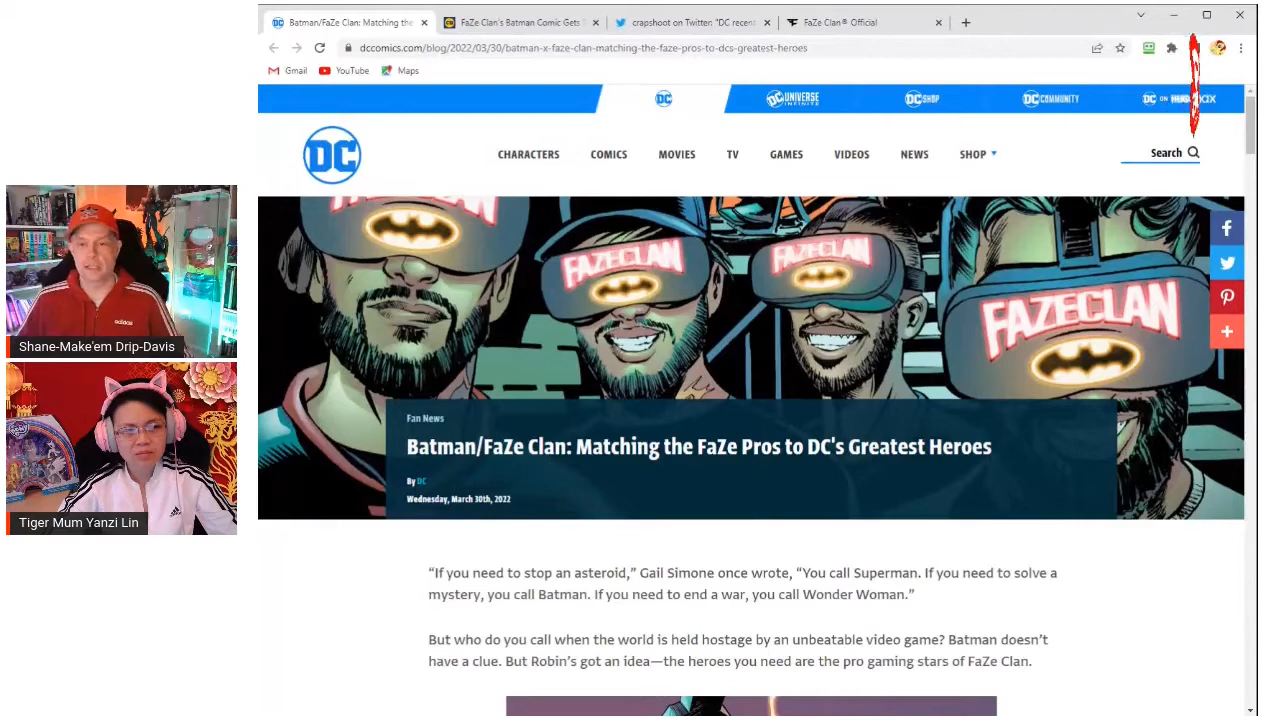 Batman/FaZe Clan: Matching the
FaZe Clan's Batman Comic Gets
crapshoot on Twitter: "DC recen
FaZe Clan® Official
dccomics.com/blog/2022/03/30/batman-x-faze-clan-matching-the-faze-pros-to-dcs-greatest-heroes
Gmail
YouTube
Maps
DC
DC UNIVERSE INFINITE
DC SHOP
DC COMMUNITY
DC ON
DC
CHARACTERS
COMICS
MOVIES
TV
GAMES
VIDEOS
NEWS
SHOP
Search
FAZECLAN
FAZECLAN
FAZECLAN
Fan News
Batman/FaZe Clan: Matching the FaZe Pros to DC's Greatest Heroes
By DC
Wednesday, March 30th, 2022
adidas
Shane-Make'em Drip-Davis
Tiger Mum Yanzi Lin
“If you need to stop an asteroid,” Gail Simone once wrote, “You call Superman. If you need to solve a
mystery, you call Batman. If you need to end a war, you call Wonder Woman.”
But who do you call when the world is held hostage by an unbeatable video game? Batman doesn’t
have a clue. But Robin’s got an idea—the heroes you need are the pro gaming stars of FaZe Clan.